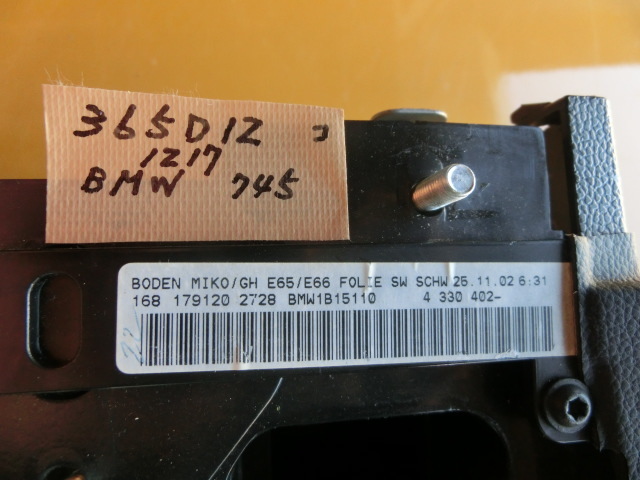 365D12 コ
1217
BMW 745
BODEN MIKO/GH E65/E66 FOLIE SW SCHW 25.11.02 6:31
168 179120 2728 BMW1B15110 4 330 402-